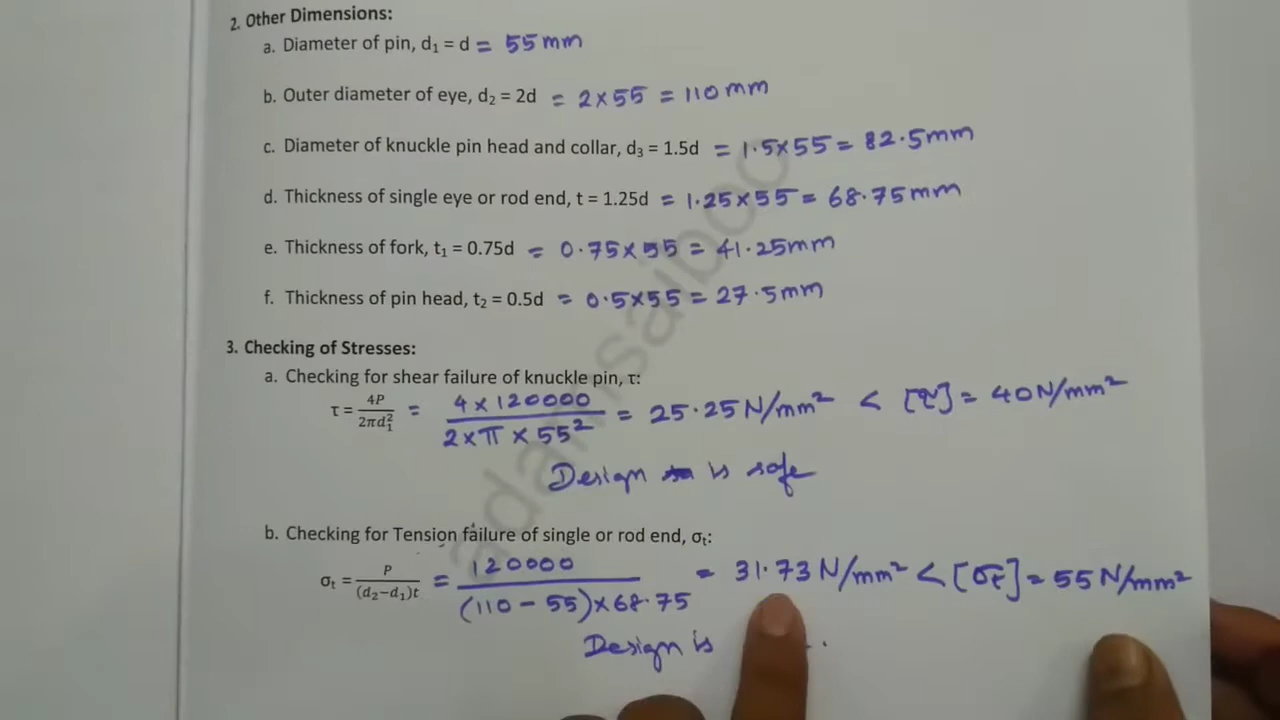 2. Other Dimensions:
a. Diameter of pin, d₁ = d = 55mm
b. Outer diameter of eye, d₂ = 2d = 2×55 = 110mm
c. Diameter of knuckle pin head and collar, d₃ = 1.5d = 1.5×55 = 82.5mm
d. Thickness of single eye or rod end, t = 1.25d = 1.25×55 = 68.75mm
e. Thickness of fork, t₁ = 0.75d = 0.75×55 = 41.25mm
f. Thickness of pin head, t₂ = 0.5d = 0.5×55 = 27.5mm
3. Checking of Stresses:
a. Checking for shear failure of knuckle pin, τ:
τ = 4P/2πd₁² = 4×120000/2×π×55² = 25.25 N/mm² < [τ] = 40N/mm²
Design is safe
b. Checking for Tension failure of single or rod end, σₜ:
σₜ = P/(d₂-d₁)t = 120000/(110-55)×68.75 = 31.73 N/mm² < [σₜ] = 55 N/mm²
Design is
adamsaiboo